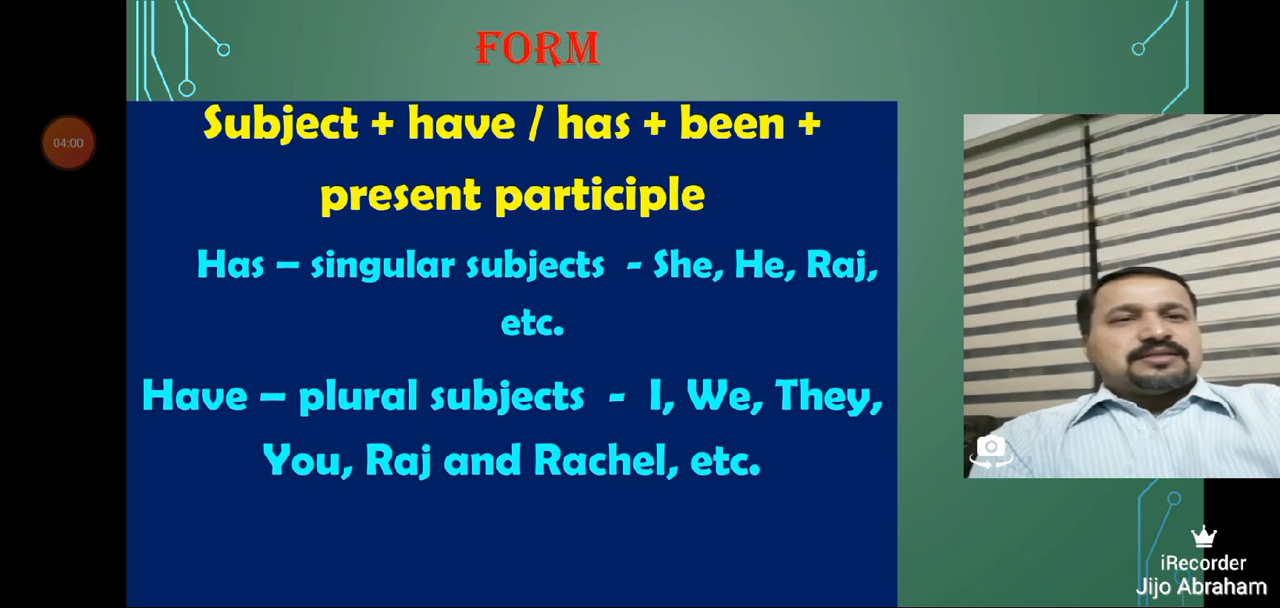 FORM
Subject + have / has + been +
present participle
04:00
Has – singular subjects - She, He, Raj,
etc.
Have – plural subjects - I, We, They,
You, Raj and Rachel, etc.
iRecorder
Jijo Abraham